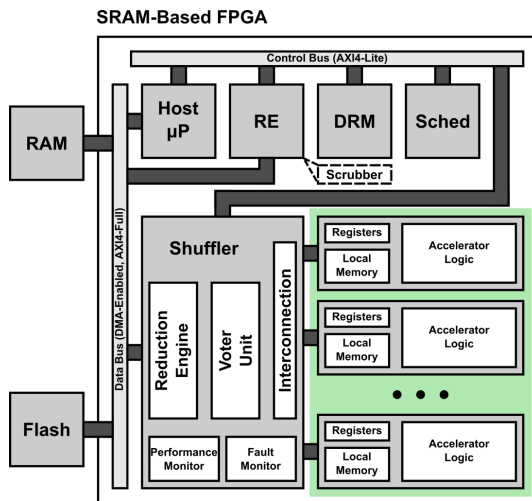 SRAM-Based FPGA
Control Bus (AXI4-Lite)
Host
µP
RE
DRM
Sched
RAM
Scrubber
Data Bus (DMA-Enabled, AXI4-Full)
Shuffler
Reduction
Engine
Voter
Unit
Interconnection
Performance
Monitor
Fault
Monitor
Registers
Local
Memory
Accelerator
Logic
Registers
Local
Memory
Accelerator
Logic
Registers
Local
Memory
Accelerator
Logic
Flash